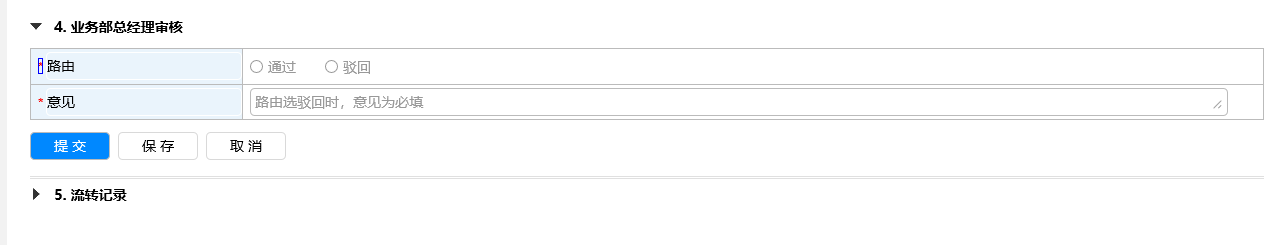 4. 业务部总经理审核
* 路由
通过 驳回
* 意见
路由选驳回时，意见为必填
提 交 保 存 取 消
5. 流转记录